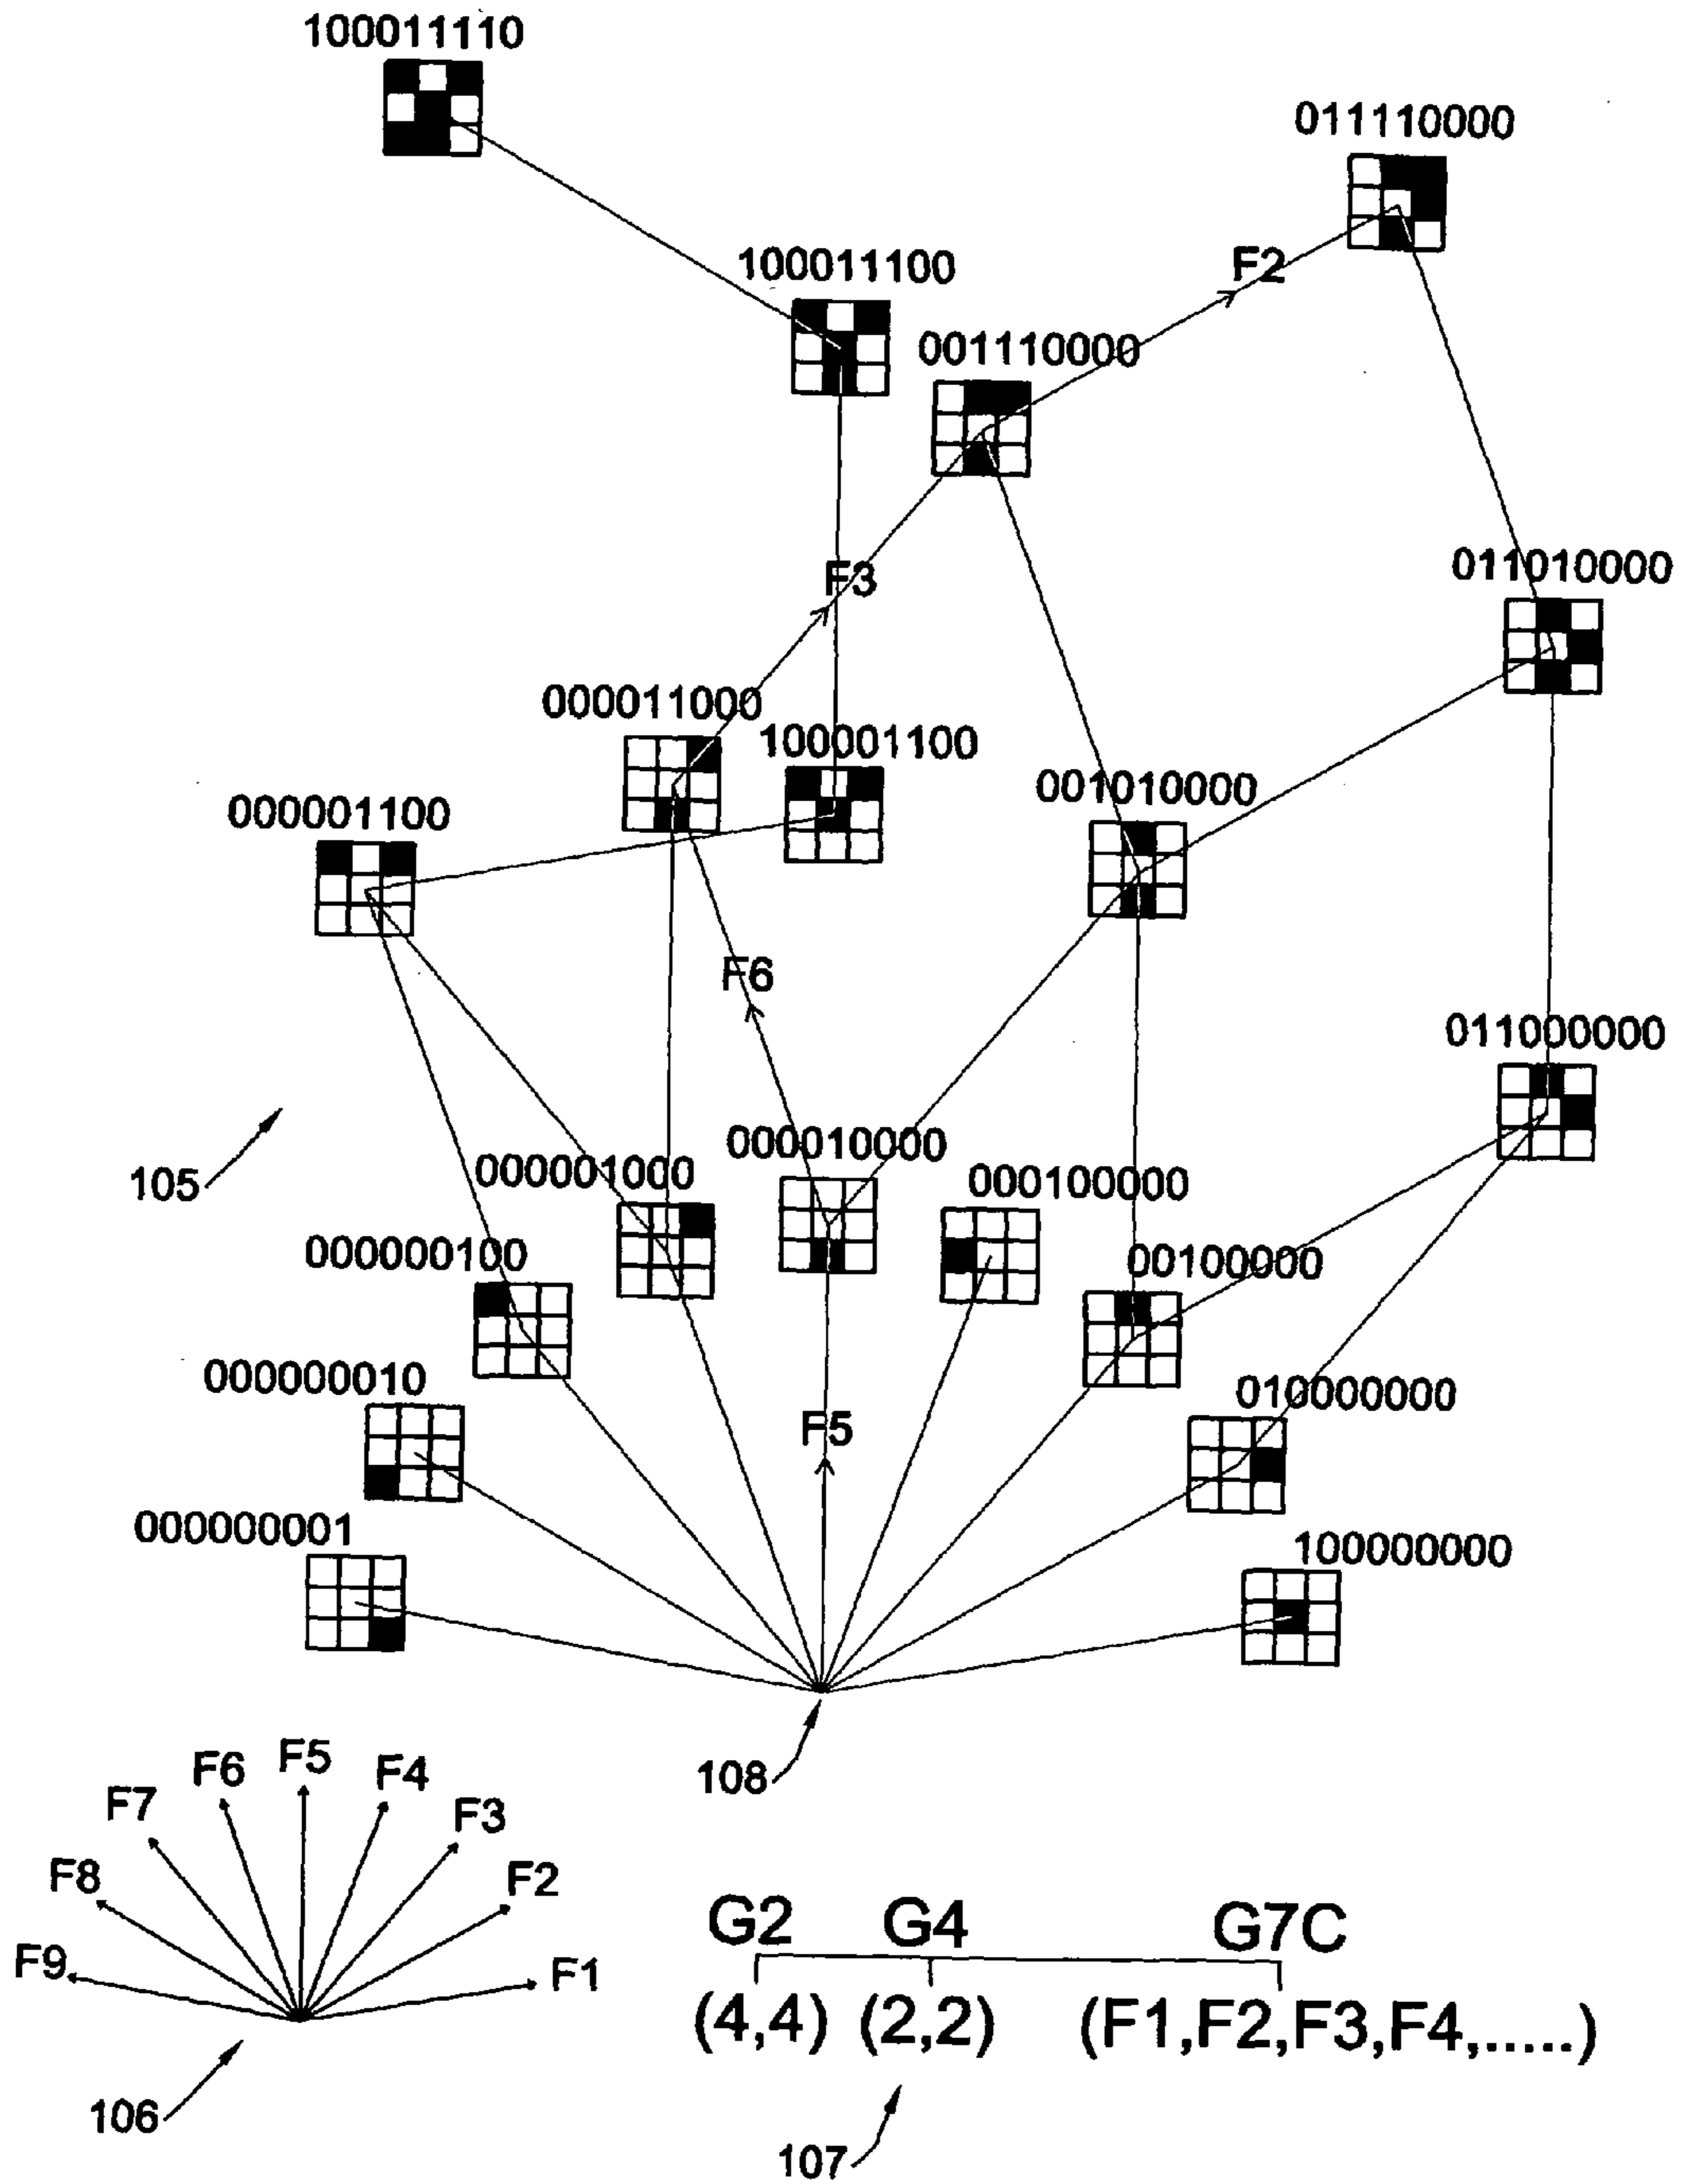 100011110
011110000
100011100
F2
001110000
011010000
F3
000011000
100001100
001010000
000001100
F6
011000000
000010000
105
000001000
000100000
000000100
00100000
000000010
010000000
F5
000000001
100000000
108
F5
F6
F4
F7
F3
F8
F2
F9
F1
G2 G4 G7C
(4,4) (2,2) (F1,F2,F3,F4,.....)
106
107